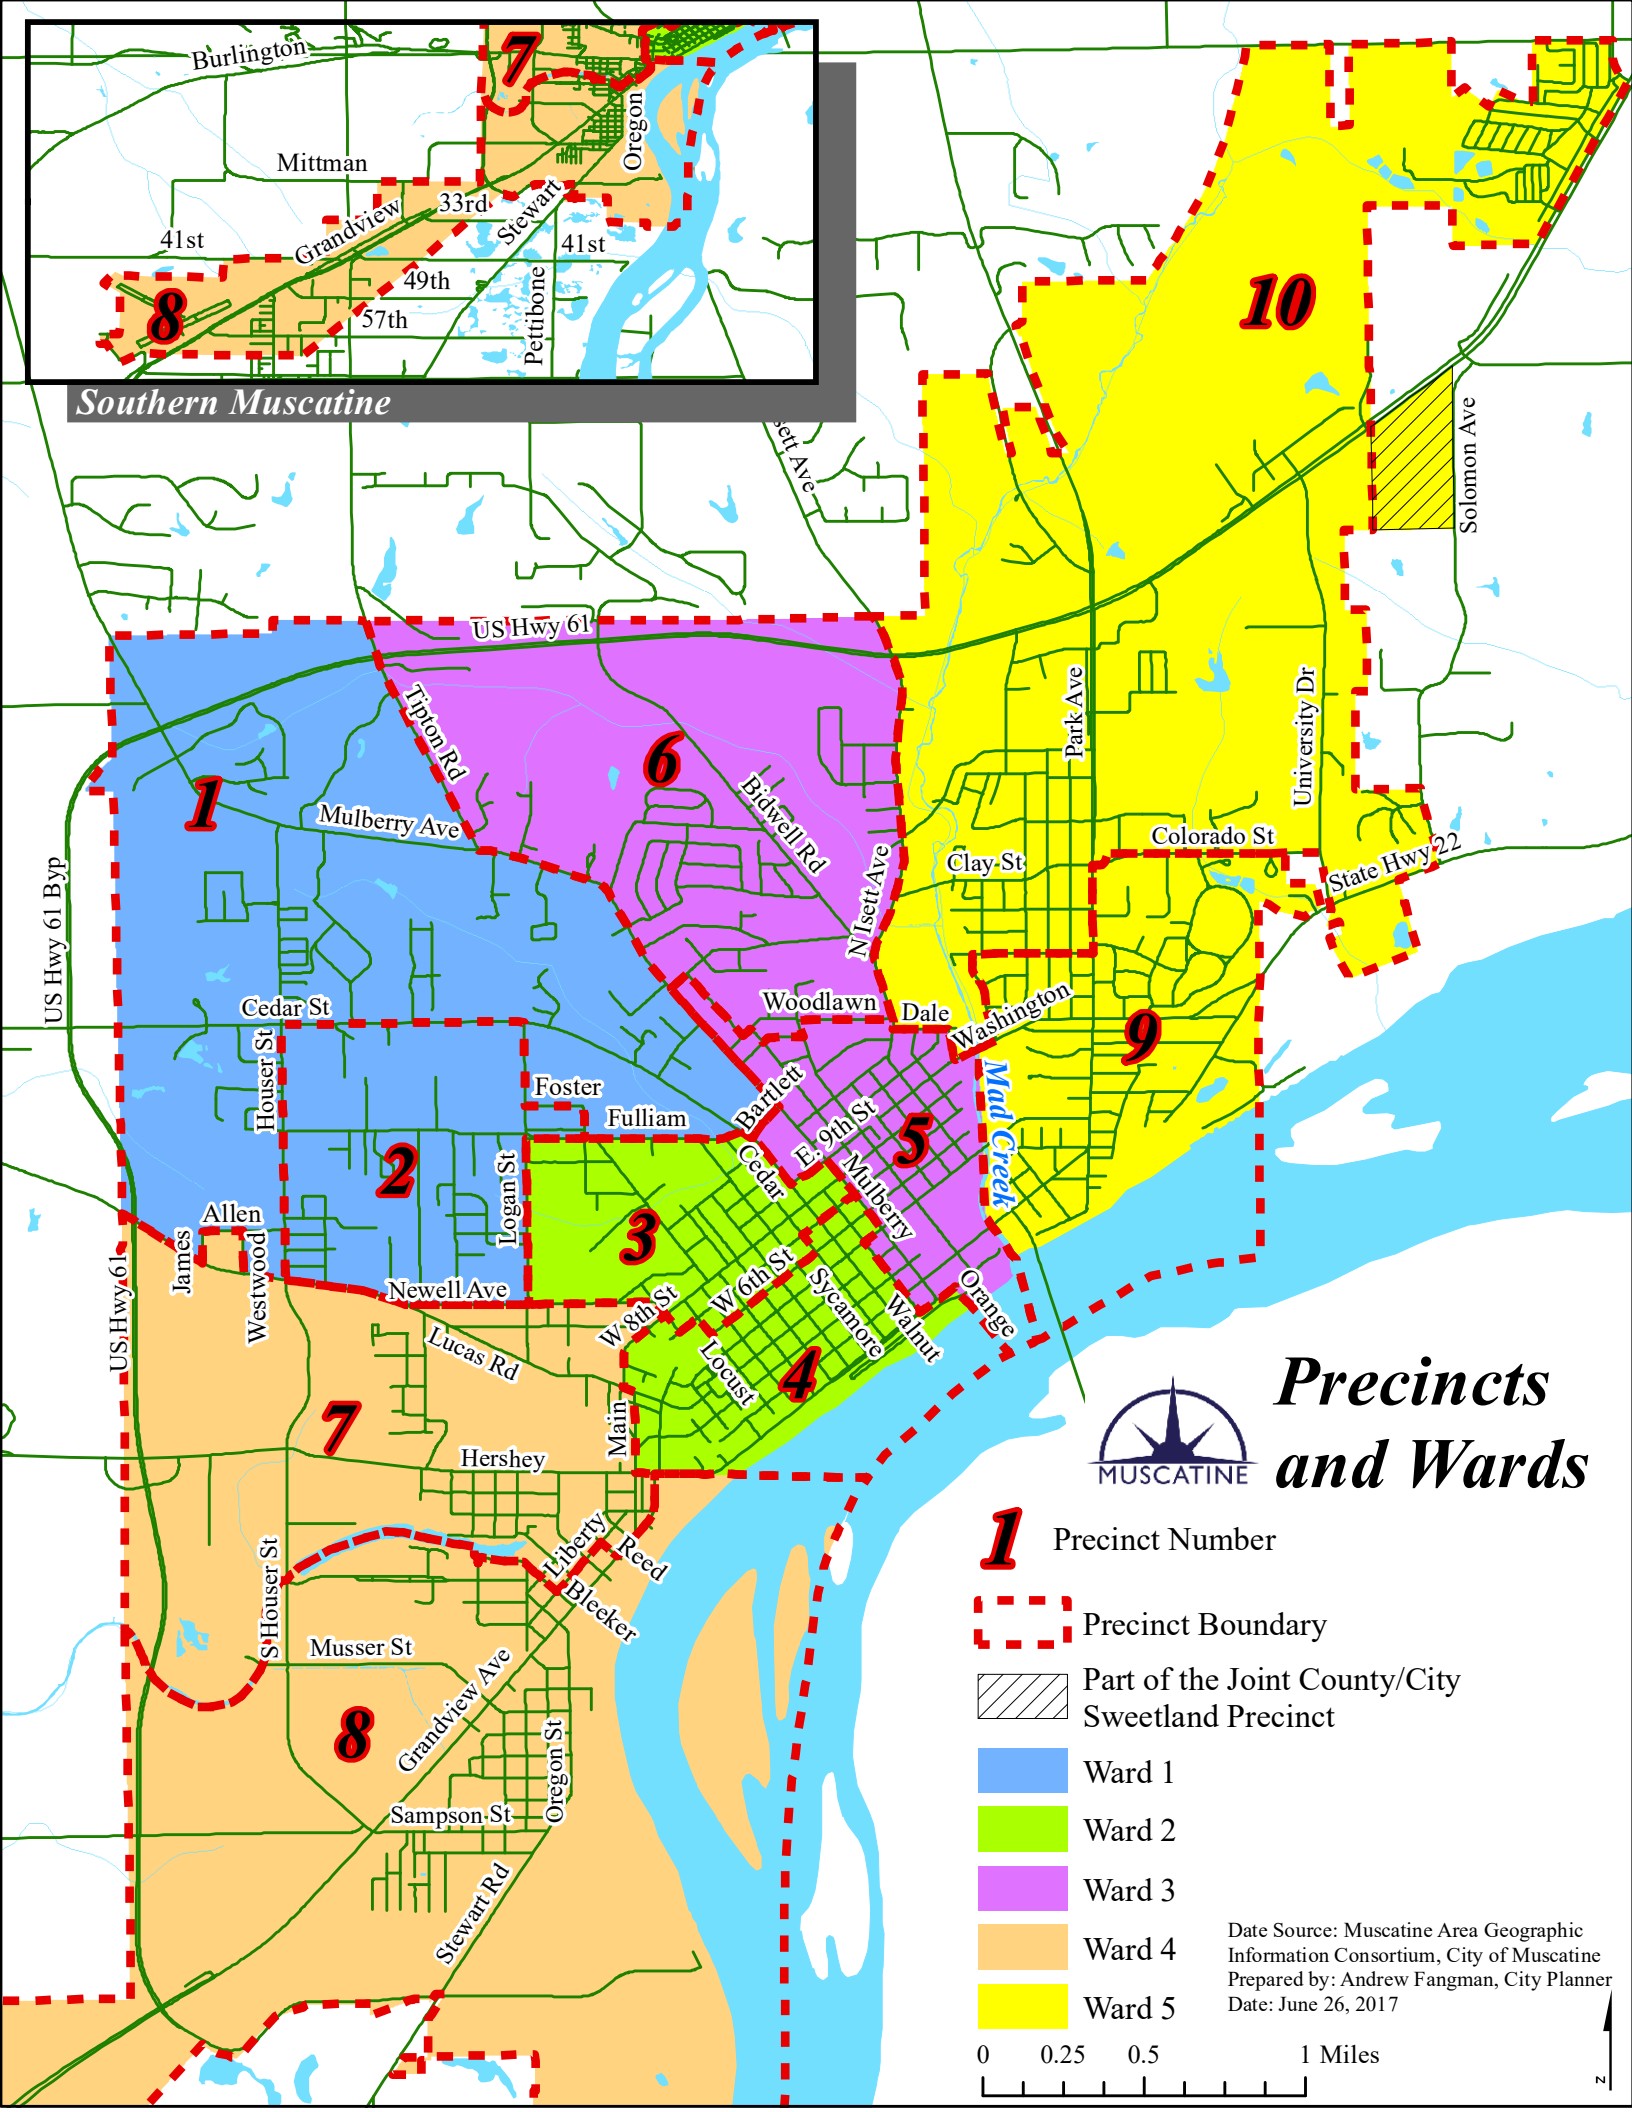 Burlington
7
Oregon
Mittman
33rd
Stewart
Grandview
41st
41st
49th
8
57th
Pettibone
Southern Muscatine
sett Ave
10
Solomon Ave
US Hwy 61
Tipton Rd
6
Park Ave
University Dr
1
Mulberry Ave
Bidwell Rd
Colorado St
Clay St
State Hwy 22
N Isett Ave
US Hwy 61 Byp
Cedar St
Woodlawn
Dale
Washington
Houser St
9
Foster
Bartlett
Mad Creek
Fulliam
E. 9th St
5
2
Cedar
Mulberry
Logan St
Allen
3
James
Westwood
W 6th St
Newell Ave
Sycamore
Orange
US Hwy 61
W 8th St
Walnut
Lucas Rd
Locust
4
7
Main
Hershey
Precincts
and Wards
MUSCATINE
1 Precinct Number
Liberty
Reed
S Houser St
Bleeker
Precinct Boundary
Musser St
Part of the Joint County/City
Sweetland Precinct
8
Grandview Ave
Oregon St
Ward 1
Sampson St
Ward 2
Ward 3
Stewart Rd
Ward 4
Ward 5
Date Source: Muscatine Area Geographic
Information Consortium, City of Muscatine
Prepared by: Andrew Fangman, City Planner
Date: June 26, 2017
0 0.25 0.5 1 Miles
N